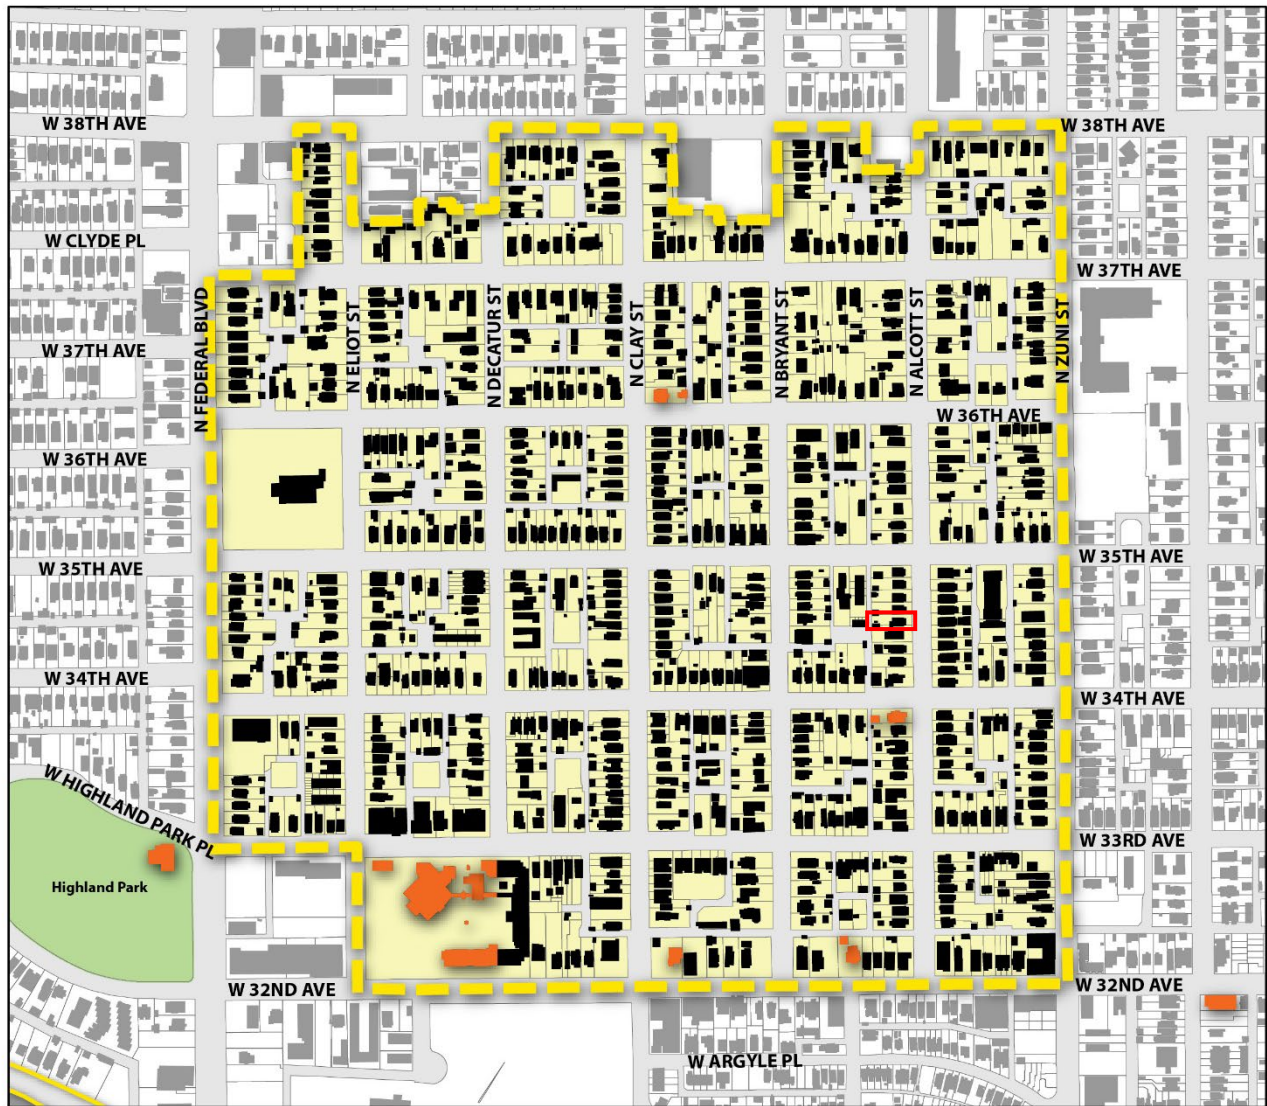 W 38TH AVE
W 38TH AVE
W CLYDE PL
W 37TH AVE
N FEDERAL BLVD
N ELIOT ST
N DECATUR ST
N CLAY ST
N BRYANT ST
N ALCOTT ST
N ZUNI ST
W 37TH AVE
W 36TH AVE
W 36TH AVE
W 35TH AVE
W 35TH AVE
W 34TH AVE
W 34TH AVE
W HIGHLAND PARK PL
W 33RD AVE
Highland Park
W 32ND AVE
W 32ND AVE
W ARGYLE PL